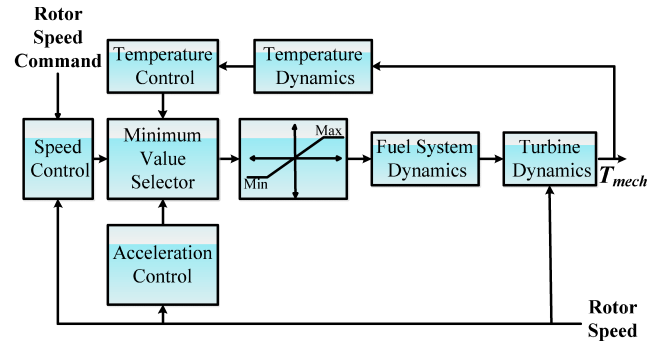 Rotor
Speed
Command
Temperature
Control
Temperature
Dynamics
Speed
Control
Minimum
Value
Selector
Max
Min
Fuel System
Dynamics
Turbine
Dynamics
Tmech
Acceleration
Control
Rotor
Speed